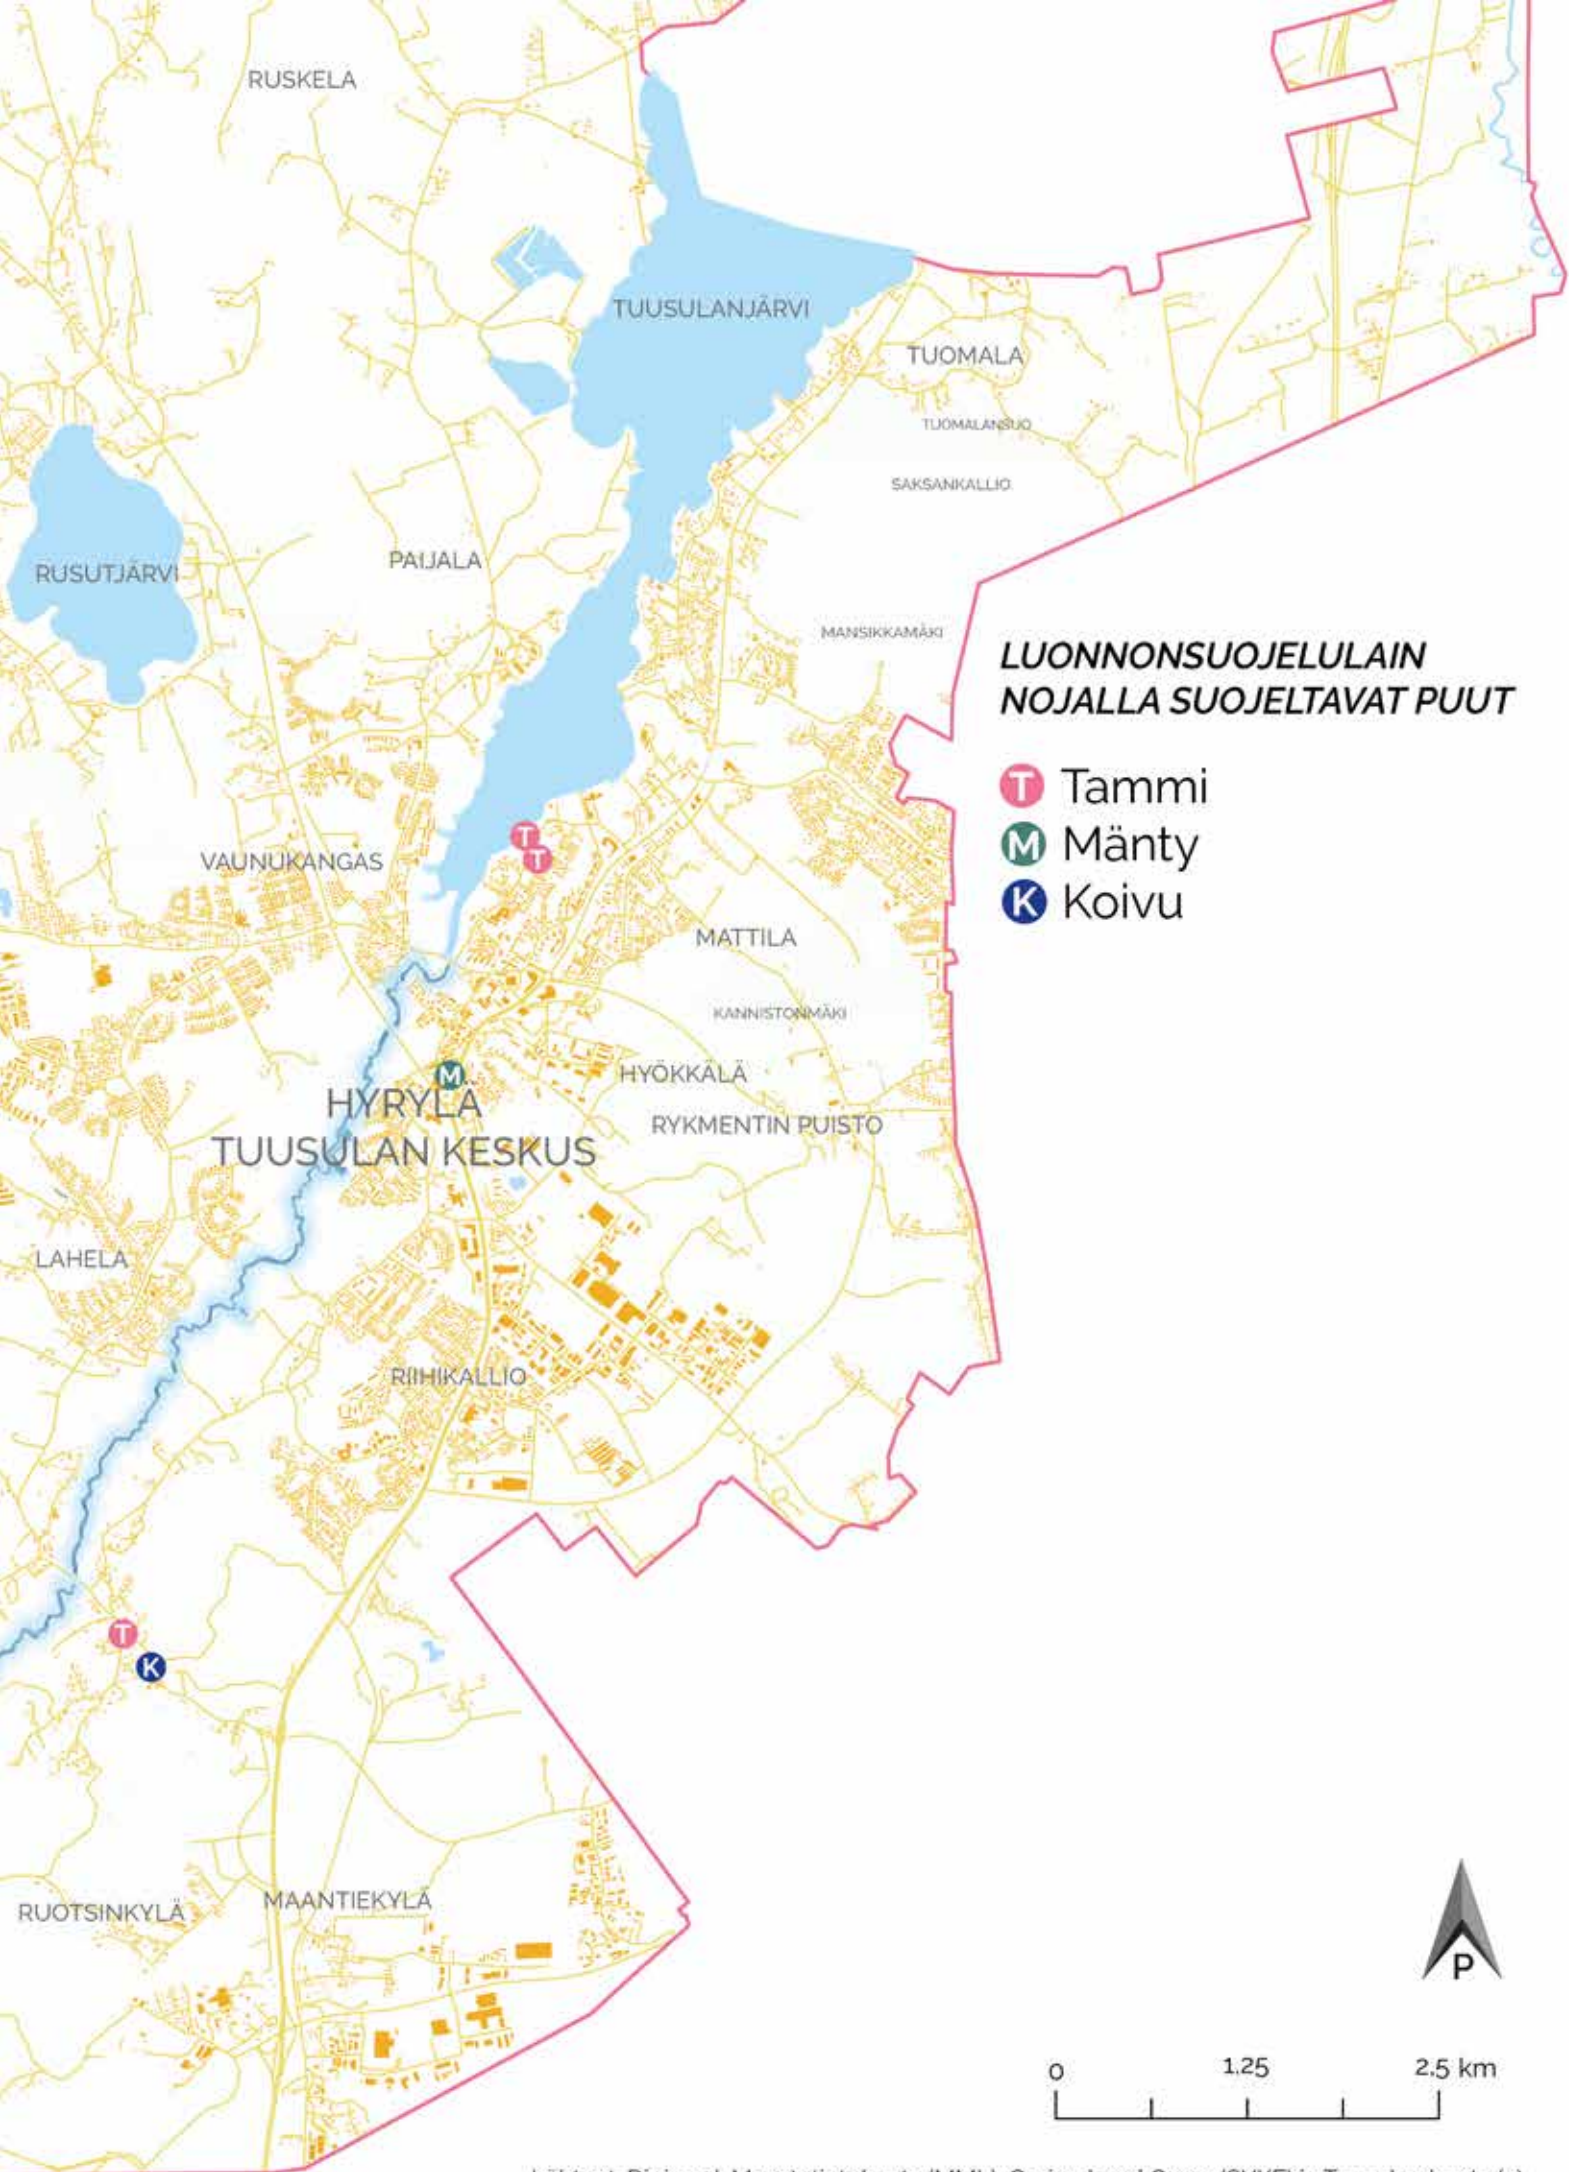 RUSKELA
TUUSULANJÄRVI
TUOMALA
TUOMALANSUO
SAKSANKALLIO
PAIJALA
RUSUTJÄRVI
MANSIKKAMÄKI
LUONNONSUOJELULAIN
NOJALLA SUOJELTAVAT PUUT
T Tammi
M Mänty
K Koivu
T
T
VAUNUKANGAS
MATTILA
KANNISTONMÄKI
M
HYÖKKÄLÄ
HYRYLÄ
TUUSULAN KESKUS
RYKMENTIN PUISTO
LAHELA
RIIHIKALLIO
T
K
RUOTSINKYLÄ
MAANTIEKYLÄ
P
0 1.25 2.5 km